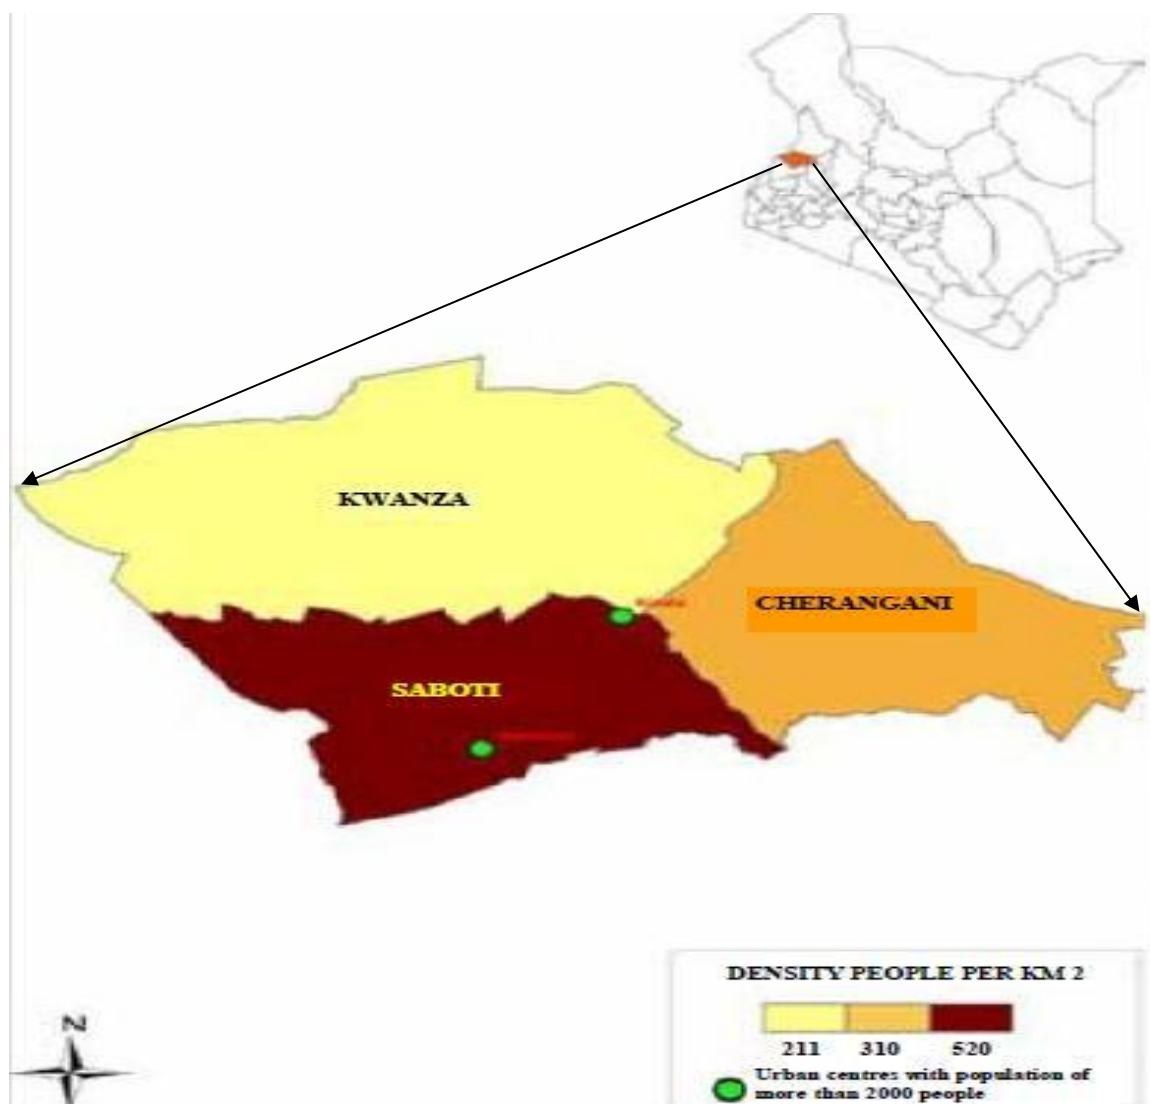 KWANZA
CHERANGANI
SABOTI
DENSITY PEOPLE PER KM 2
211 310 520
Urban centres with population of
more than 2000 people
N